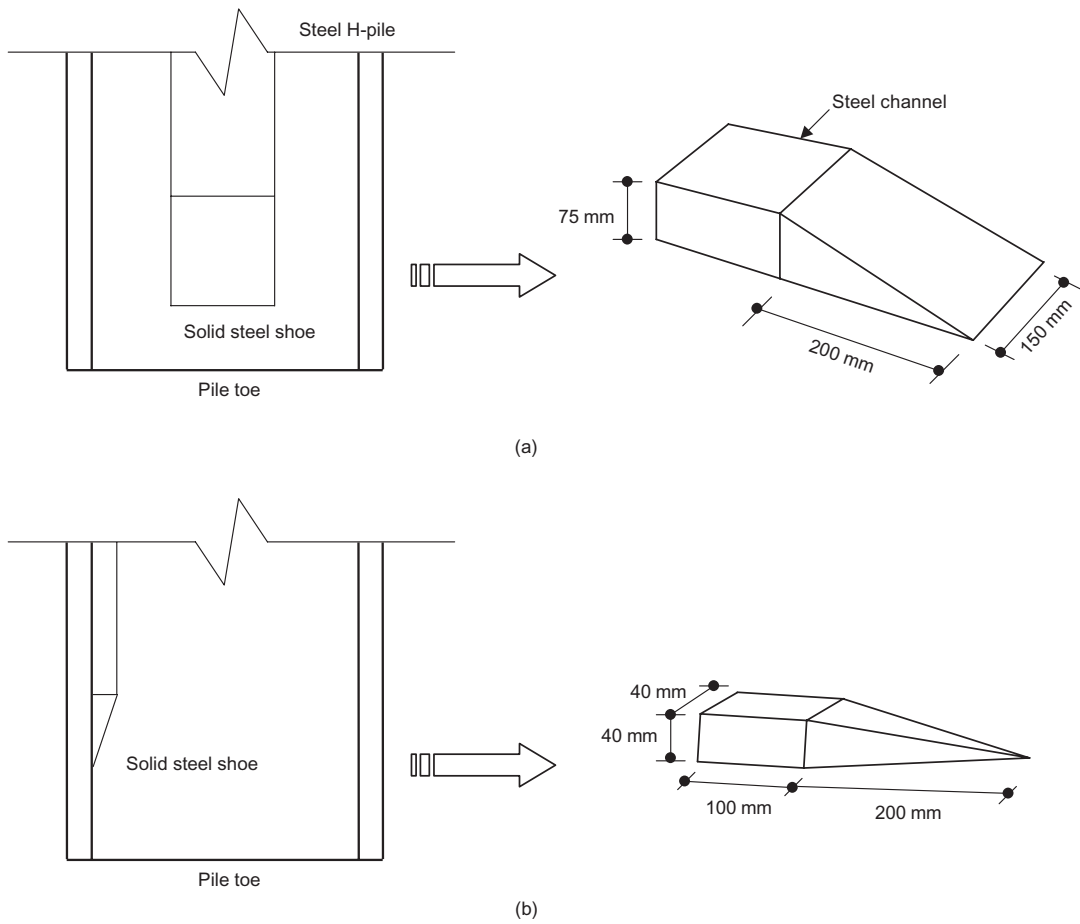 Steel H-pile
Steel channel
75 mm
Solid steel shoe
200 mm
150 mm
Pile toe
(a)
40 mm
40 mm
Solid steel shoe
100 mm
200 mm
Pile toe
(b)